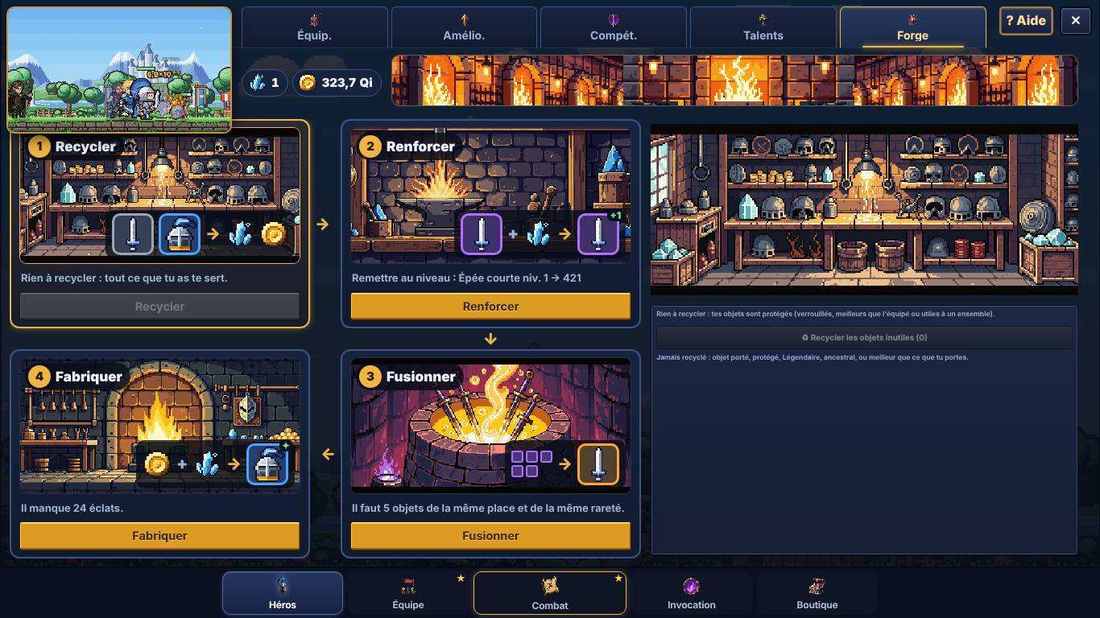 Équip.
Amélio.
Compét.
Talents
Forge
? Aide
×
1
323,7 Qi
1 Recycler
Rien à recycler : tout ce que tu as te sert.
Recycler
2 Renforcer
+
+1
Remettre au niveau : Épée courte niv. 1 → 421
Renforcer
Rien à recycler : tes objets sont protégés (verrouillés, meilleurs que l'équipé ou utiles à un ensemble).
♻ Recycler les objets inutiles (0)
Jamais recyclé : objet porté, protégé, Légendaire, ancestral, ou meilleur que ce que tu portes.
4 Fabriquer
+
Il manque 24 éclats.
Fabriquer
3 Fusionner
Il faut 5 objets de la même place et de la même rareté.
Fusionner
Héros
Équipe
Combat
Invocation
Boutique